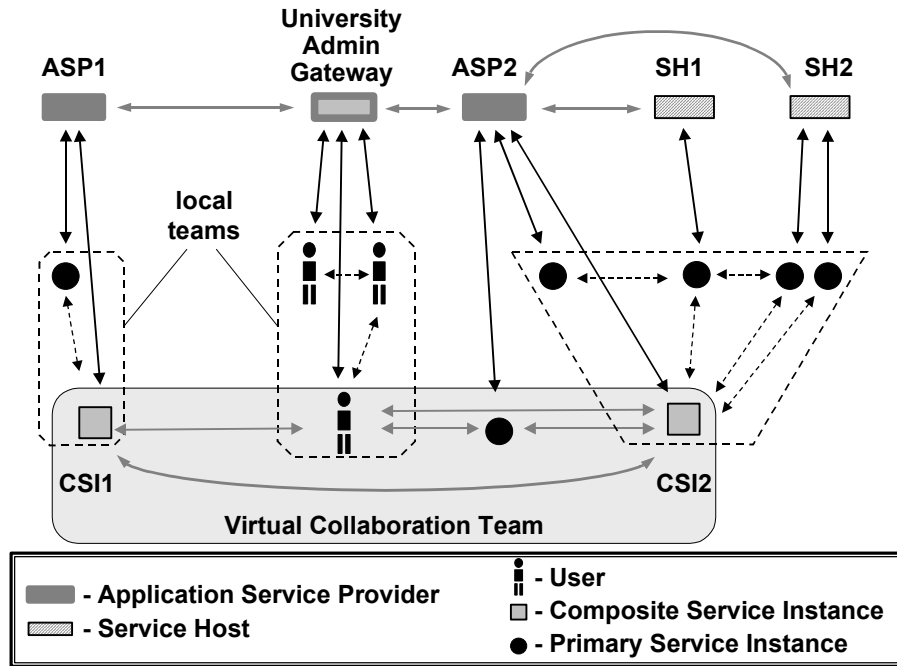 University
Admin
Gateway
ASP1
ASP2
SH1
SH2
local
teams
CSI1
CSI2
Virtual Collaboration Team
- Application Service Provider
- Service Host
- User
- Composite Service Instance
- Primary Service Instance